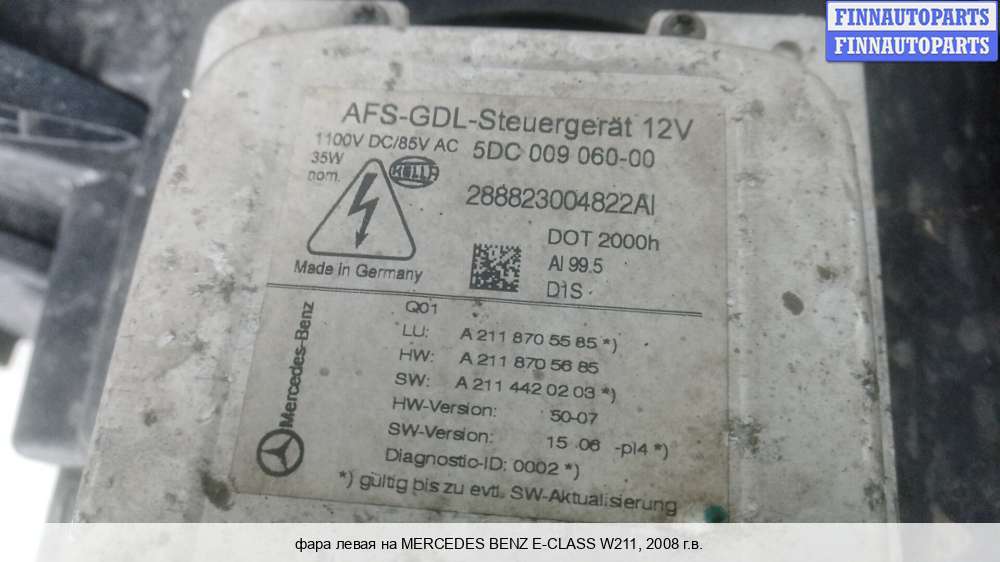 FINNAUTOPARTS
FINNAUTOPARTS
AFS-GDL-Steuergerät 12V
1100V DC/85V AC 5DC 009 060-00
35W
nom.
HELLA
288823004822AI
DOT 2000h
Al 99.5
D1S
Made in Germany
Q01
LU: A 211 870 55 85 *)
HW: A 211 870 56 85
SW: A 211 442 02 03 *)
HW-Version: 50-07
SW-Version: 15 06 -pl4 *)
Diagnostic-ID: 0002 *)
*) gültig bis zu evtl. SW-Aktualisierung
Mercedes-Benz
фара левая на MERCEDES BENZ E-CLASS W211, 2008 г.в.